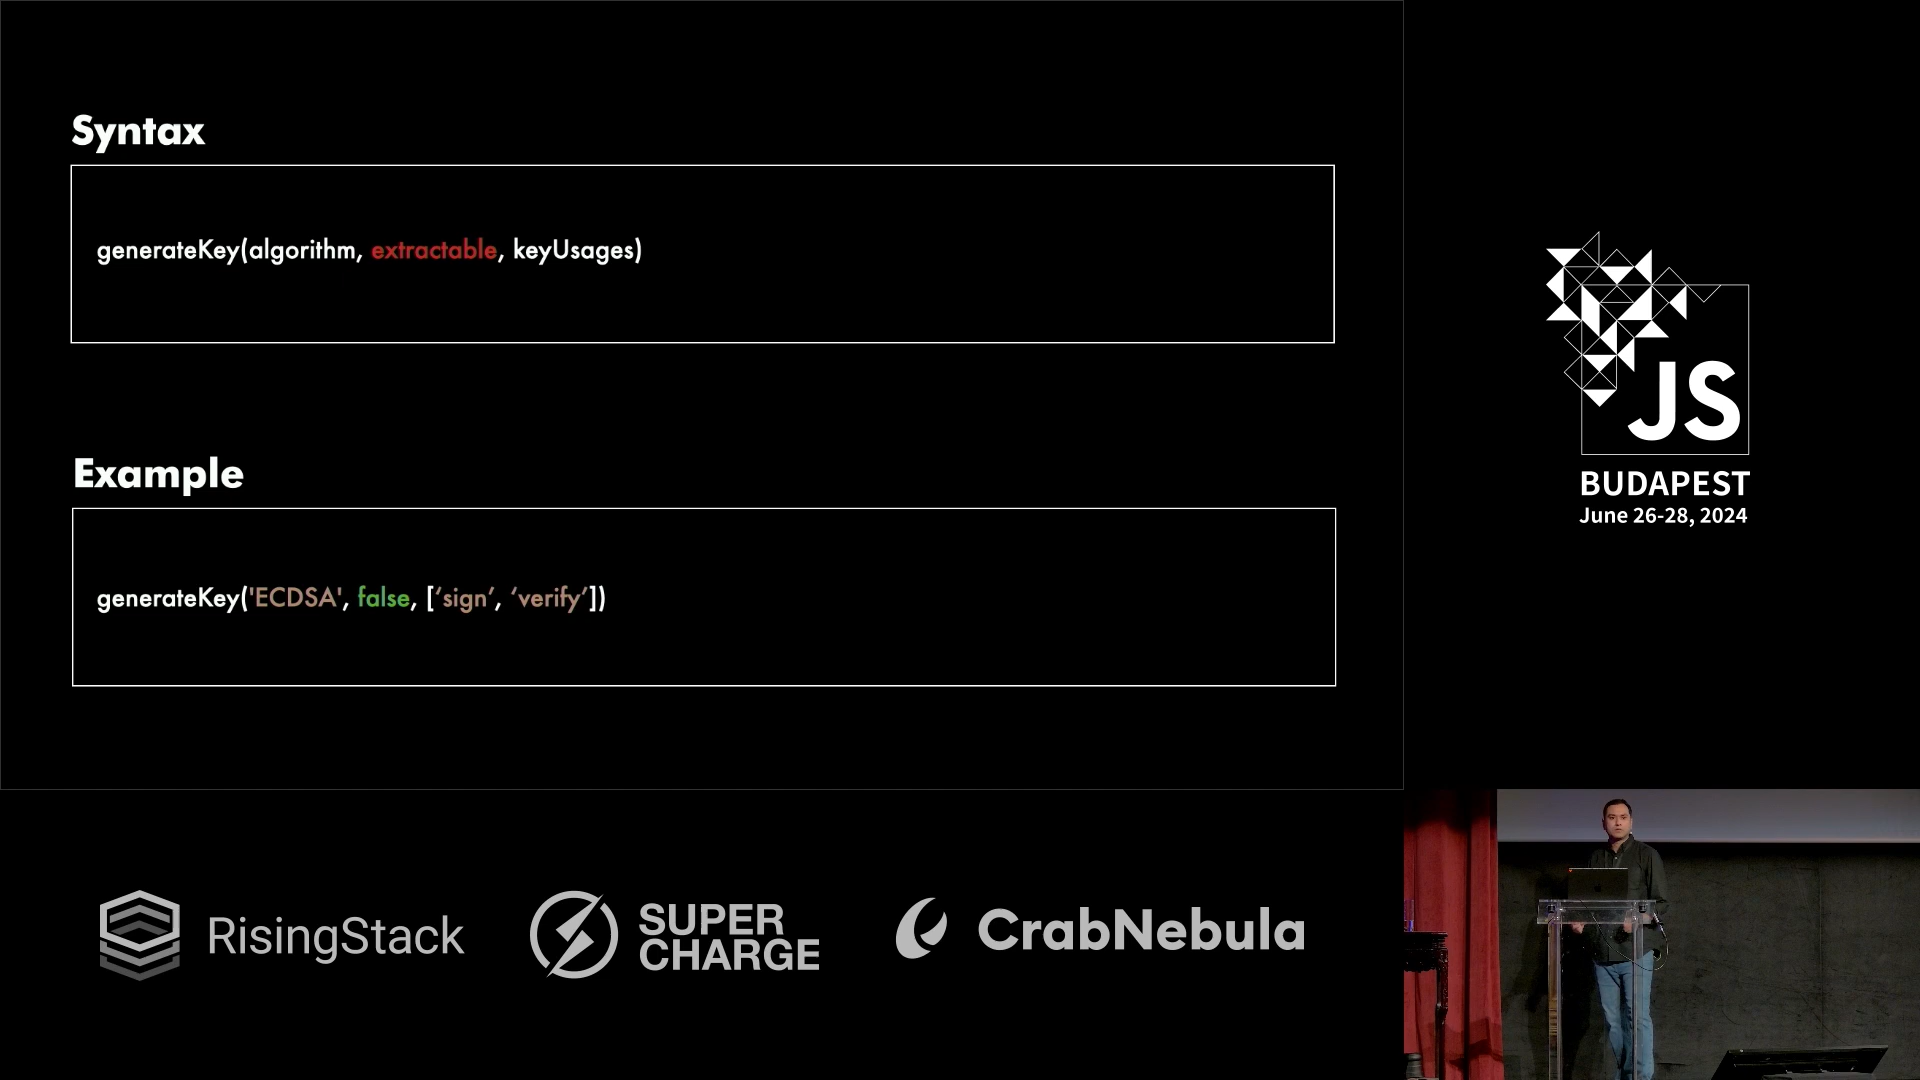 Syntax
generateKey(algorithm, extractable, keyUsages)
Example
generateKey('ECDSA', false, [‘sign’, ‘verify’])
JS
BUDAPEST
June 26-28, 2024
RisingStack
SUPER
CHARGE
CrabNebula